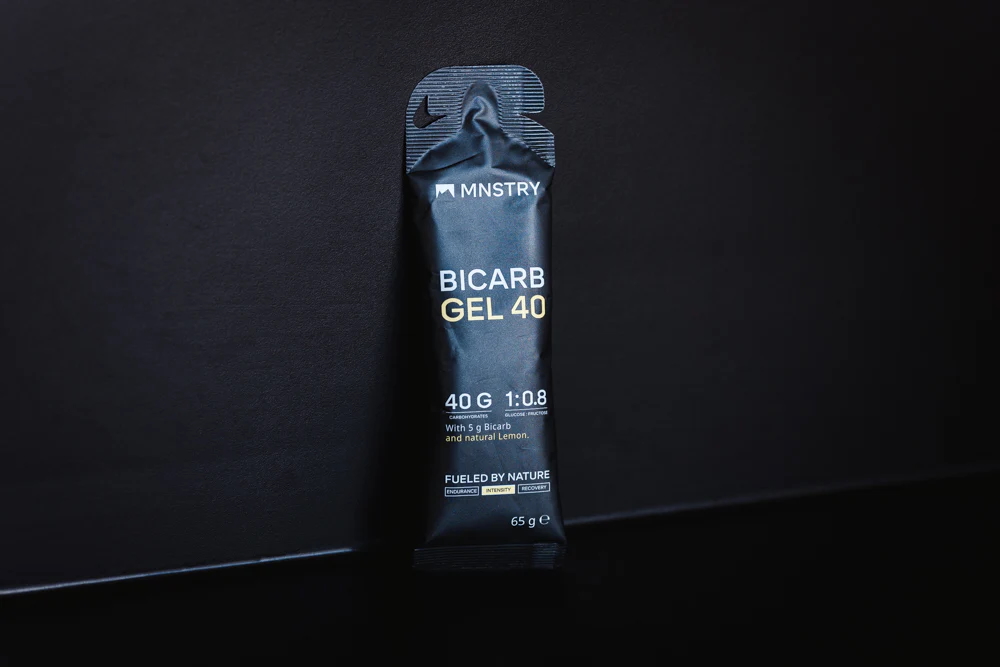 MNSTRY
BICARB
GEL 40
40 G 1:0.8
CARBOHYDRATES GLUCOSE : FRUCTOSE
With 5 g Bicarb
and natural Lemon.
FUELED BY NATURE
ENDURANCE INTENSITY RECOVERY
65 g ℮